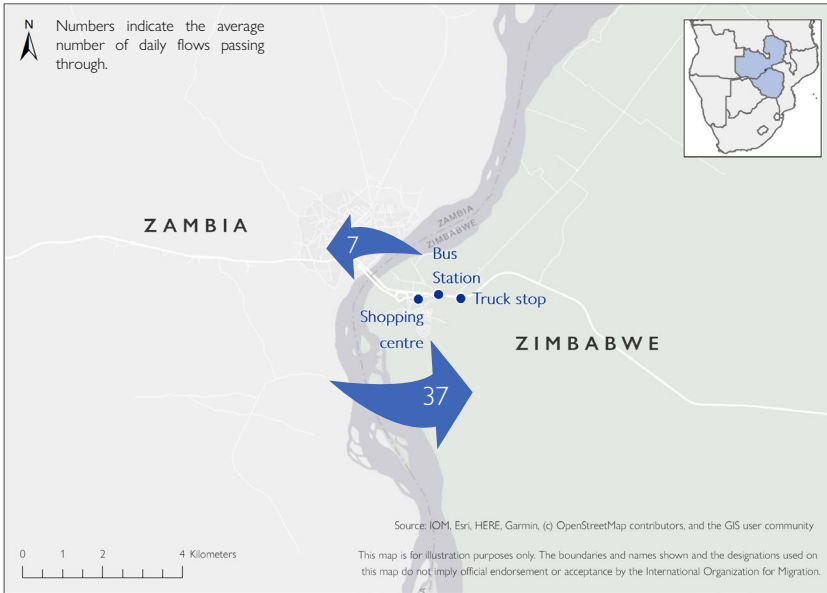 N
Numbers indicate the average
number of daily flows passing
through.
ZAMBIA
ZAMBIA
ZIMBABWE
7
Bus
Station
Truck stop
Shopping
centre
ZIMBABWE
37
Source: IOM, Esri, HERE, Garmin, (c) OpenStreetMap contributors, and the GIS user community
0 1 2 4 Kilometers
This map is for illustration purposes only. The boundaries and names shown and the designations used on
this map do not imply official endorsement or acceptance by the International Organization for Migration.